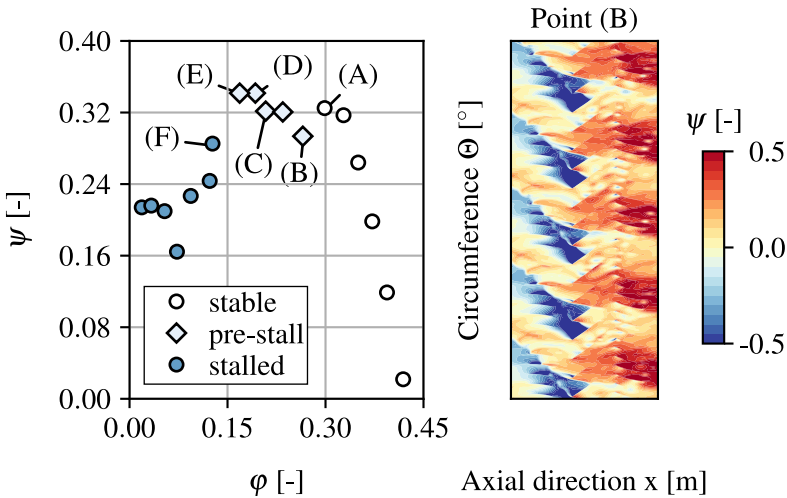 Point (B)
0.40
0.32
0.24
0.16
0.08
0.00
ψ [-]
(E)
(D)
(A)
(F)
(C)
(B)
stable
pre-stall
stalled
0.00
0.15
0.30
0.45
φ [-]
Circumference Θ [°]
Axial direction x [m]
ψ [-]
0.5
0.0
-0.5